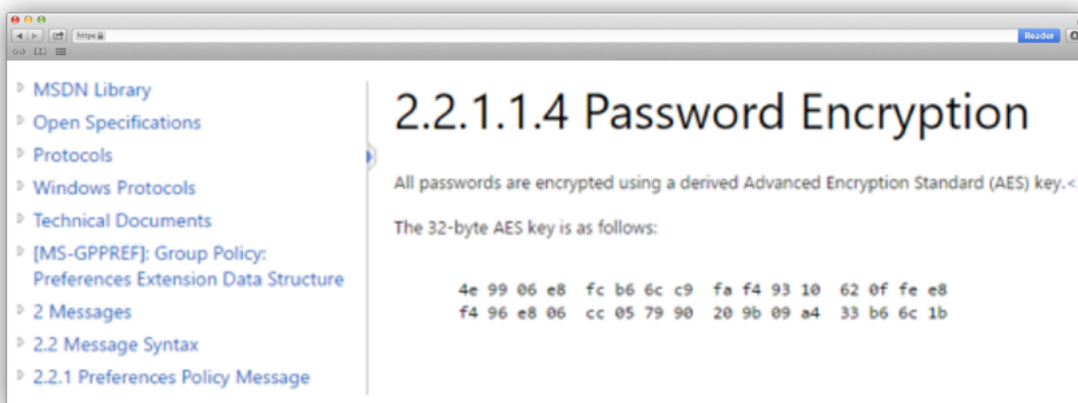 https
Reader
MSDN Library
Open Specifications
Protocols
Windows Protocols
Technical Documents
[MS-GPPREF]: Group Policy:
Preferences Extension Data Structure
2 Messages
2.2 Message Syntax
2.2.1 Preferences Policy Message
2.2.1.1.4 Password Encryption
All passwords are encrypted using a derived Advanced Encryption Standard (AES) key.<
The 32-byte AES key is as follows:
4e 99 06 e8 fc b6 6c c9 fa f4 93 10 62 0f fe e8
f4 96 e8 06 cc 05 79 90 20 9b 09 a4 33 b6 6c 1b